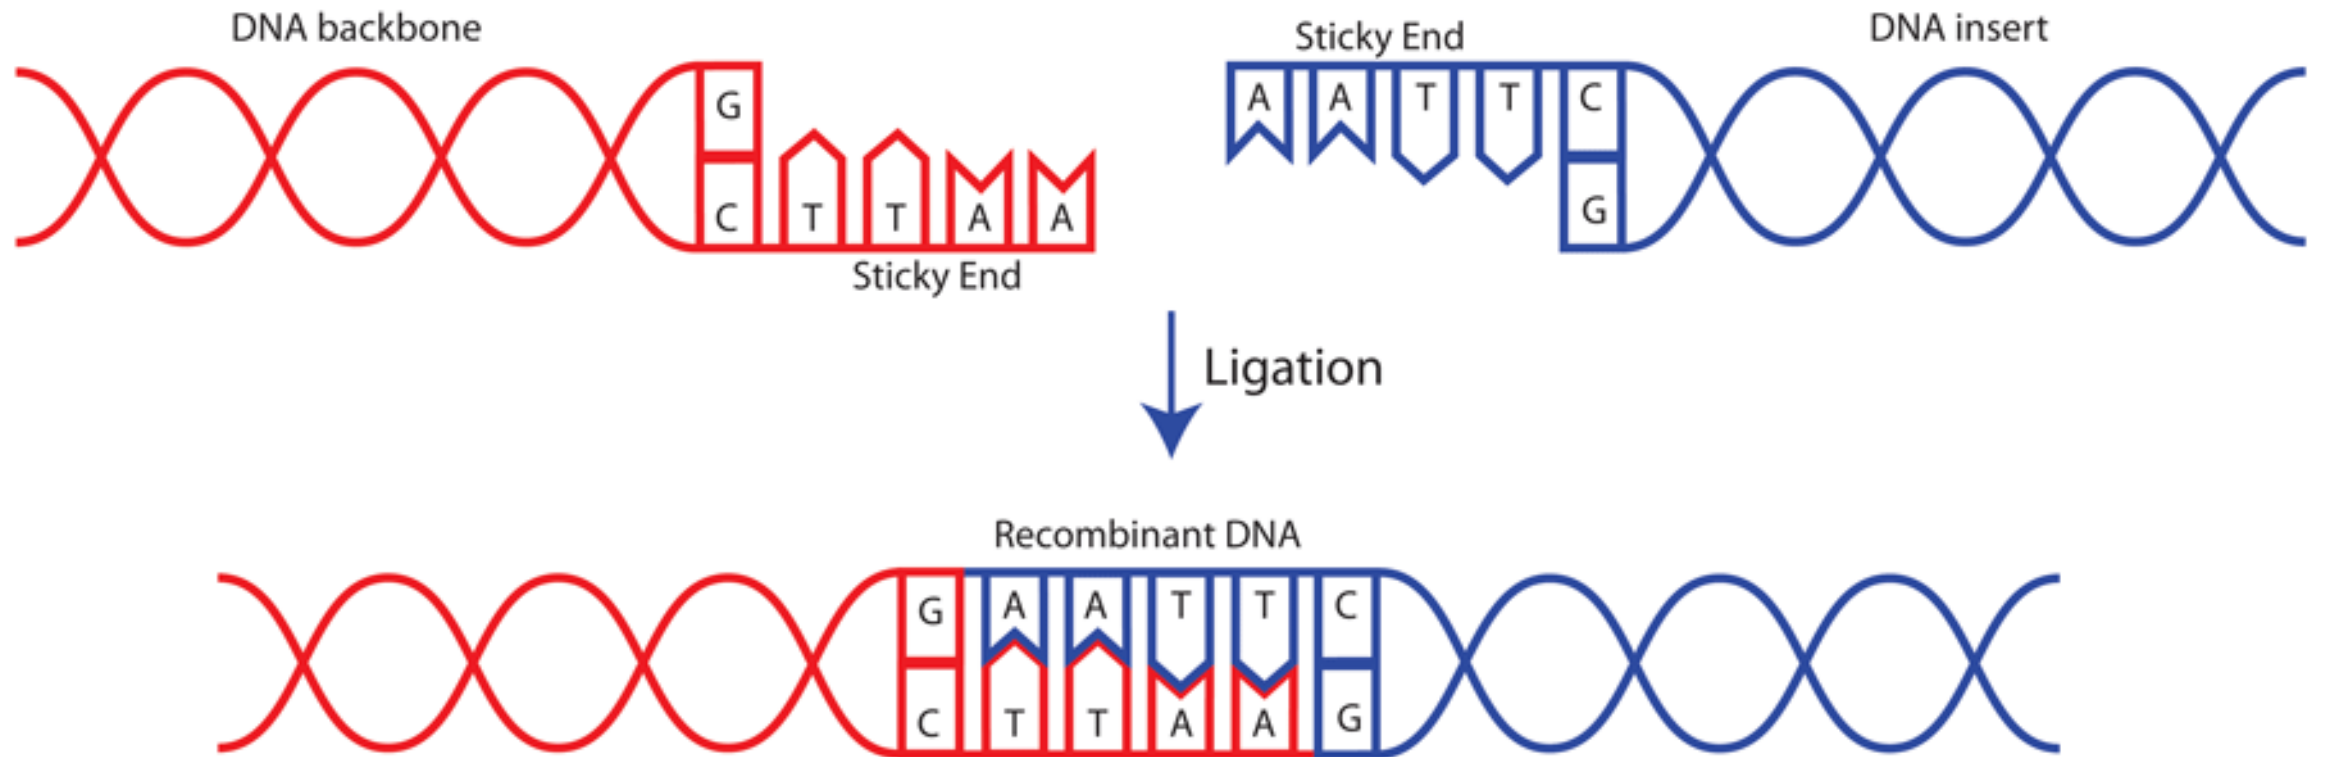 DNA backbone
Sticky End
DNA insert
G
A A T T C
C T T A A
G
Sticky End
Ligation
Recombinant DNA
G A A T T C
C T T A A G